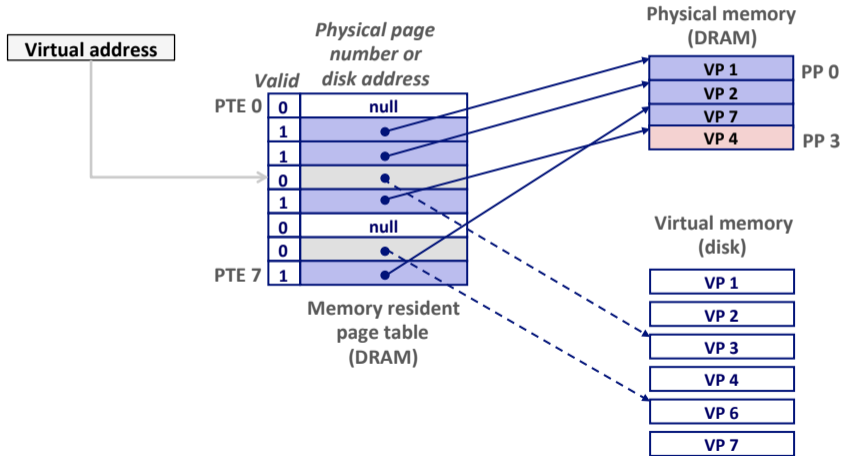 Virtual address
Physical page
number or
disk address
Valid
PTE 0
0
null
1
1
0
1
0
null
0
PTE 7
1
Memory resident
page table
(DRAM)
Physical memory
(DRAM)
VP 1
PP 0
VP 2
VP 7
VP 4
PP 3
Virtual memory
(disk)
VP 1
VP 2
VP 3
VP 4
VP 6
VP 7